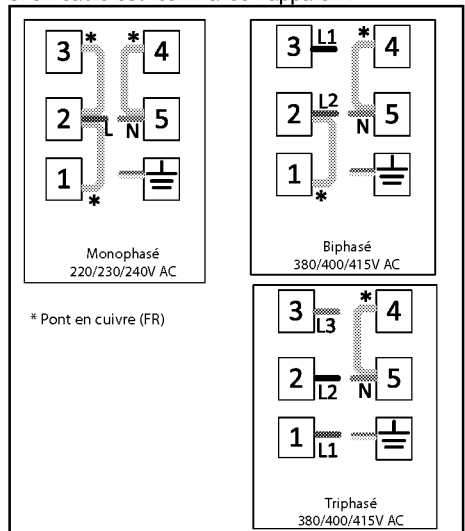 3 * * 4
2 L N 5
1 *
Monophasé
220/230/240V AC
3 L1 * 4
2 L2 N 5
1 *
Biphasé
380/400/415V AC
* Pont en cuivre (FR)
3 L3 * 4
2 L2 N 5
1 L1
Triphasé
380/400/415V AC